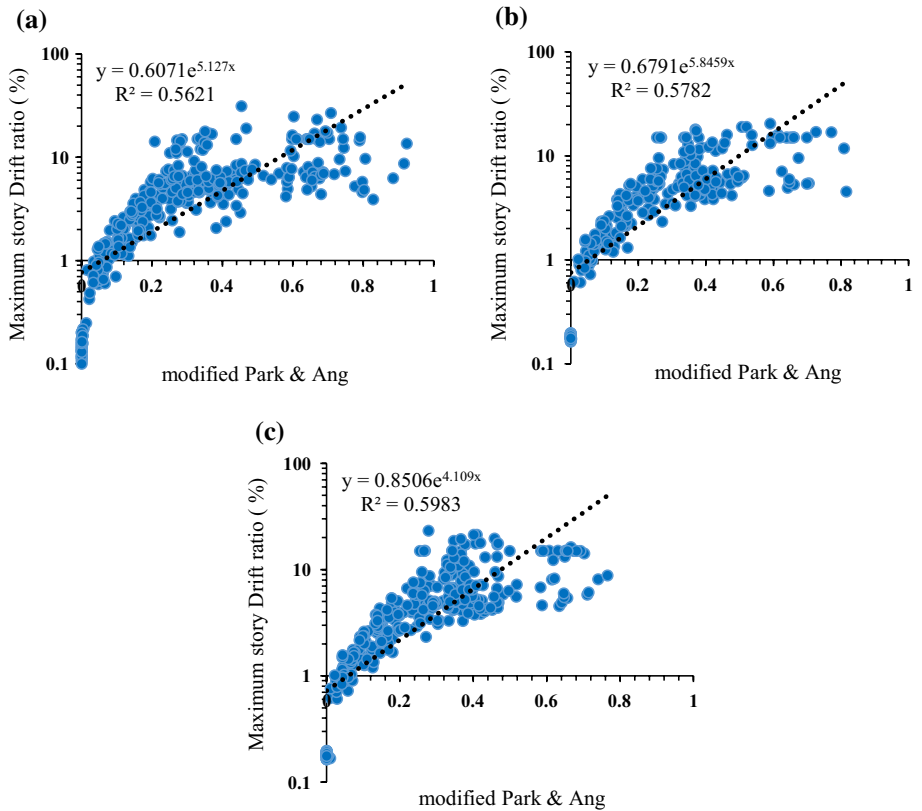 (a)
100
y = 0.6071e^5.127x
R² = 0.5621
10
1
0.1
0 0.2 0.4 0.6 0.8 1
Maximum story Drift ratio ( %)
modified Park & Ang
(b)
100
y = 0.6791e^5.8459x
R² = 0.5782
10
1
0.1
0 0.2 0.4 0.6 0.8 1
Maximum story Drift ratio ( %)
modified Park & Ang
(c)
100
y = 0.8506e^4.109x
R² = 0.5983
10
1
0.1
0 0.2 0.4 0.6 0.8 1
Maximum story Drift ratio ( %)
modified Park & Ang